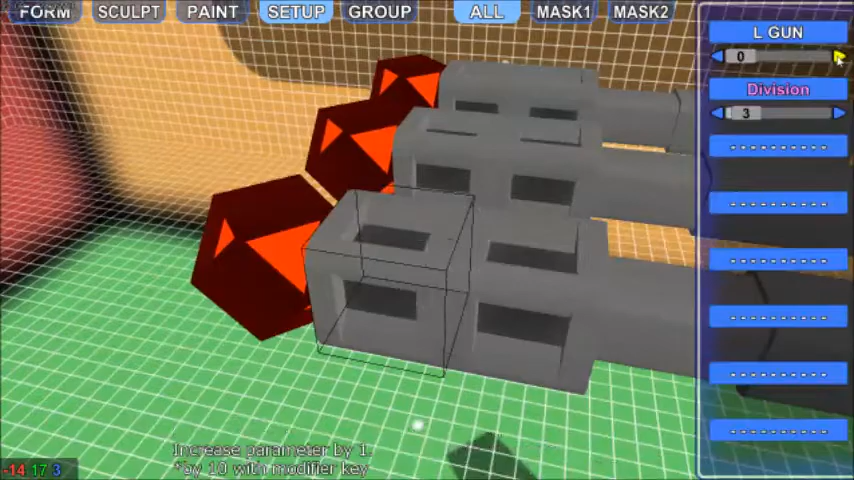 FORM SCULPT PAINT SETUP GROUP ALL MASK1 MASK2
L GUN
0
Division
3
---------
---------
---------
---------
---------
---------
Increase parameter by 1.
*by 10 with modifier key
-14 17 3